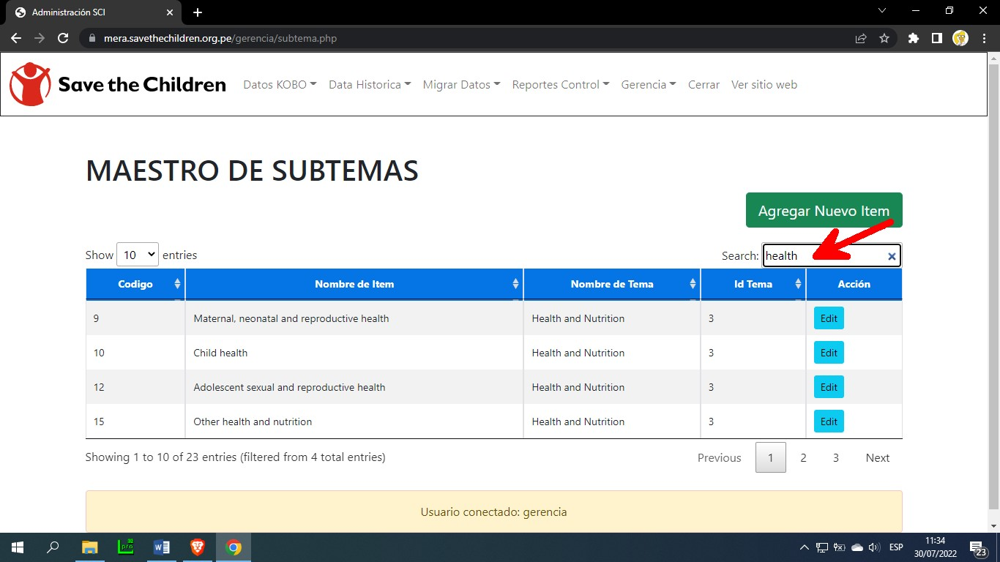 Administración SCI
mera.savethechildren.org.pe/gerencia/subtema.php
Save the Children Datos KOBO Data Historica Migrar Datos Reportes Control Gerencia Cerrar Ver sitio web
MAESTRO DE SUBTEMAS
Agregar Nuevo Item
Show 10 entries Search: health
Codigo Nombre de Item Nombre de Tema Id Tema Acción
9 Maternal, neonatal and reproductive health Health and Nutrition 3 Edit
10 Child health Health and Nutrition 3 Edit
12 Adolescent sexual and reproductive health Health and Nutrition 3 Edit
15 Other health and nutrition Health and Nutrition 3 Edit
Showing 1 to 10 of 23 entries (filtered from 4 total entries) Previous 1 2 3 Next
Usuario conectado: gerencia
ESP 11:34
30/07/2022 23